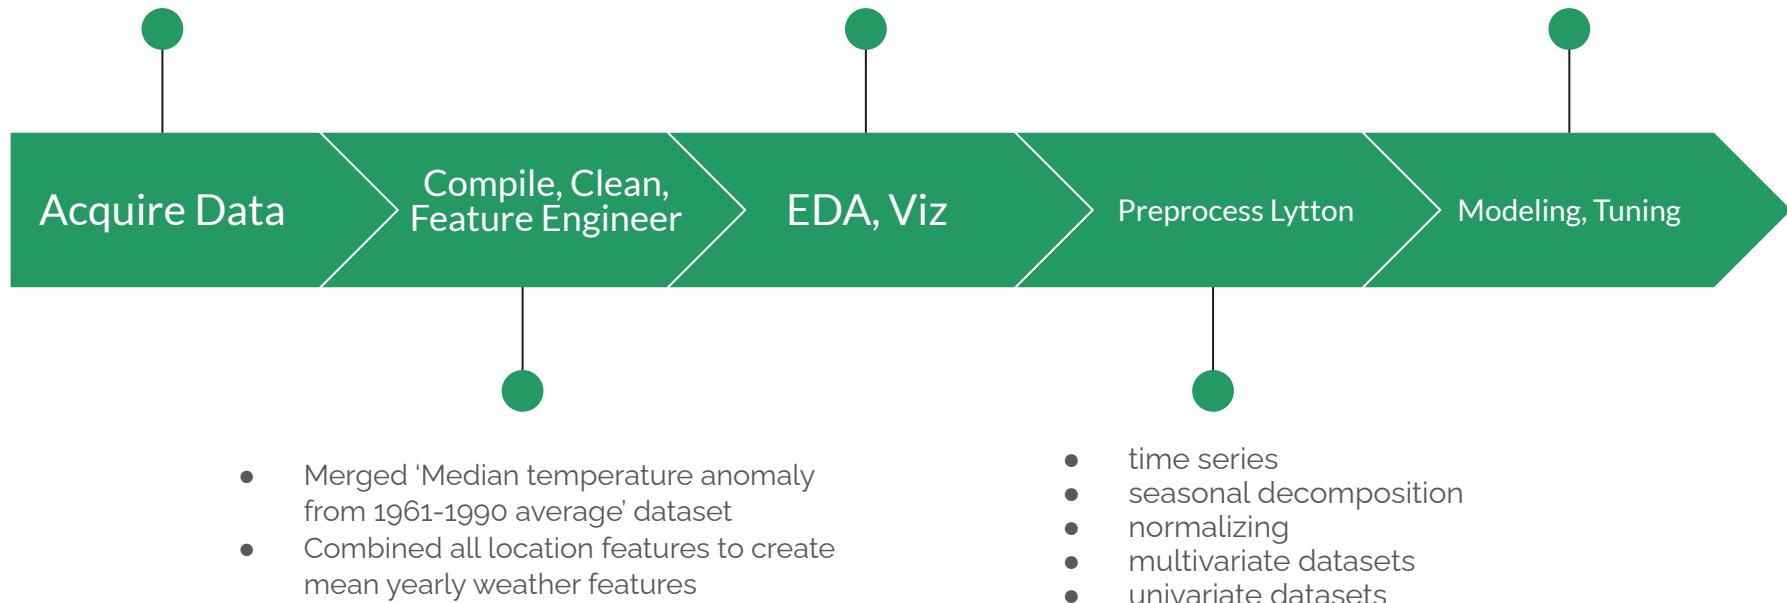 Acquire Data
Compile, Clean,
Feature Engineer
EDA, Viz
Preprocess Lytton
Modeling, Tuning
● Merged ‘Median temperature anomaly
from 1961-1990 average’ dataset
● Combined all location features to create
mean yearly weather features
● time series
● seasonal decomposition
● normalizing
● multivariate datasets
● univariate datasets